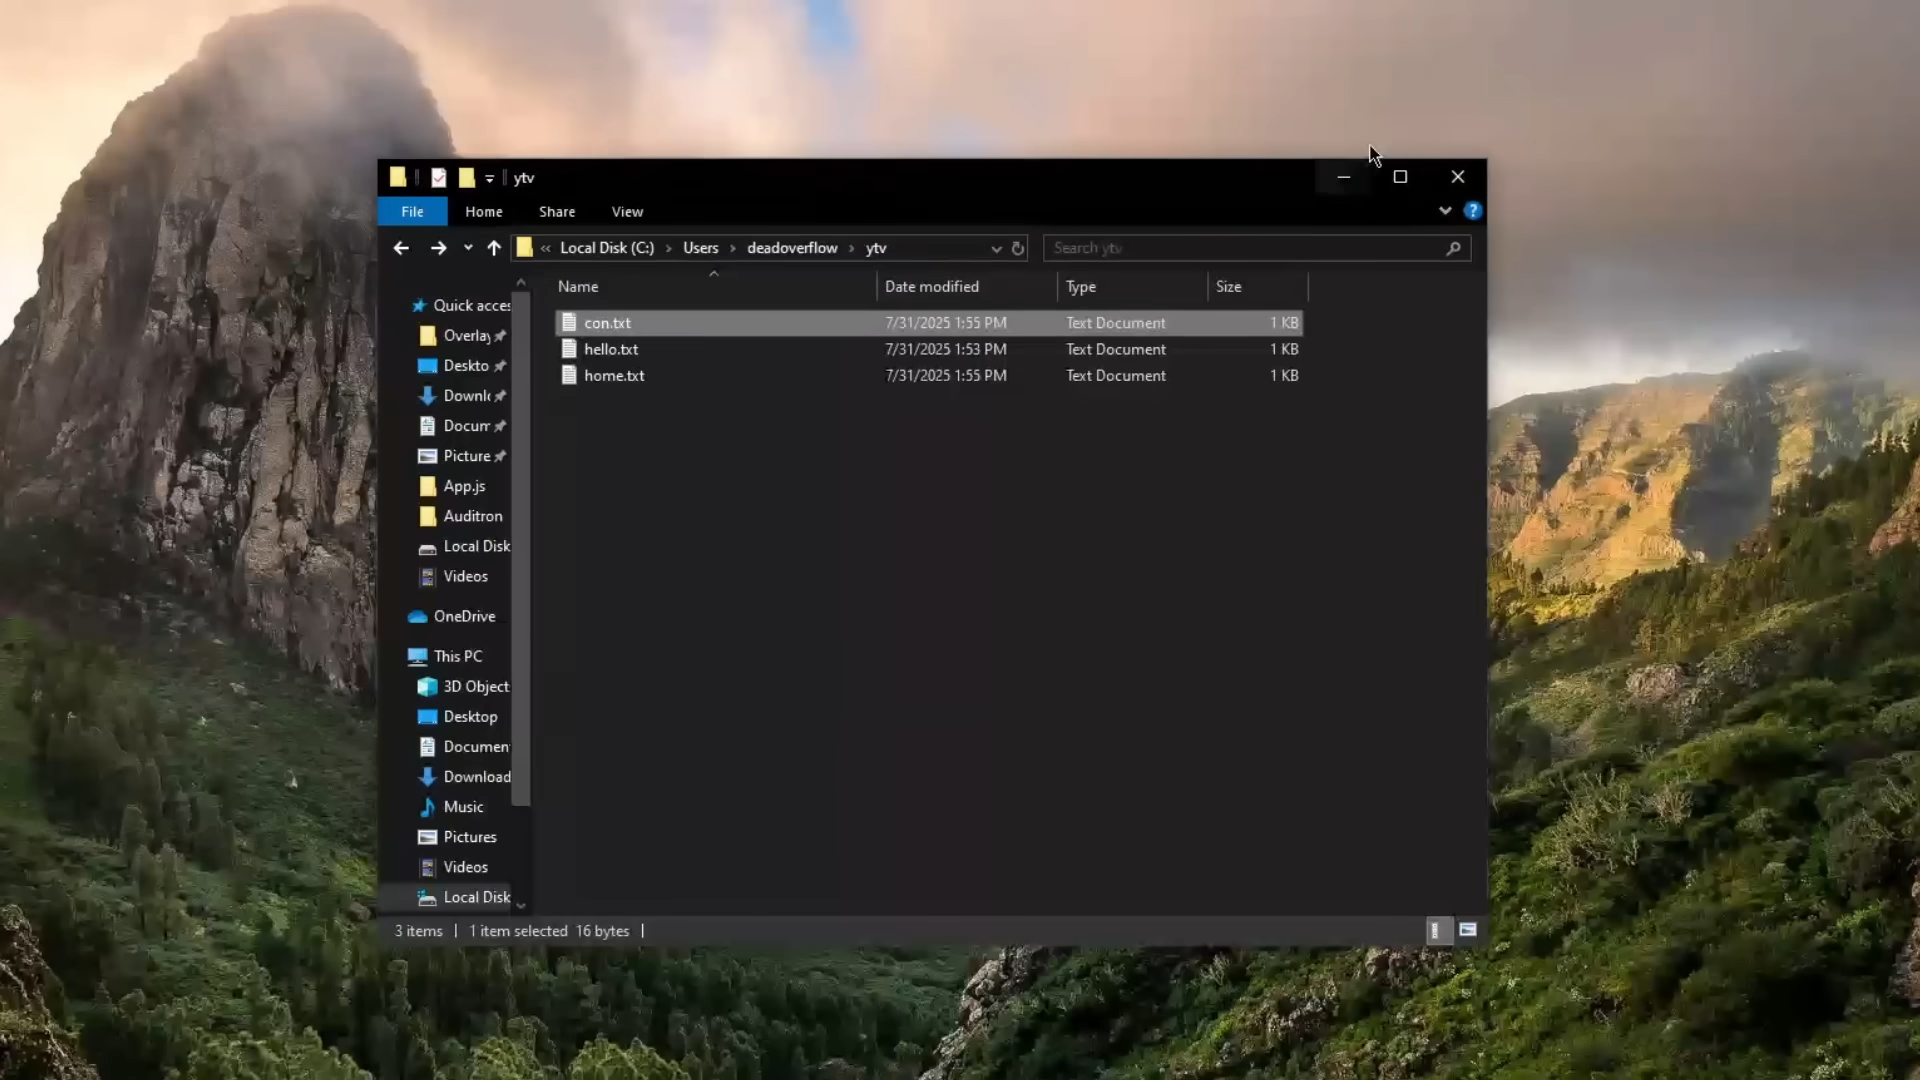 ytv
File Home Share View ?
« Local Disk (C:) › Users › deadoverflow › ytv
Search ytv
Name Date modified Type Size
con.txt 7/31/2025 1:55 PM Text Document 1 KB
hello.txt 7/31/2025 1:53 PM Text Document 1 KB
home.txt 7/31/2025 1:55 PM Text Document 1 KB
Quick acces
Overlay
Deskto
Downlo
Docum
Picture
App.js
Auditron
Local Disk
Videos
OneDrive
This PC
3D Object
Desktop
Documen
Download
Music
Pictures
Videos
Local Disk
3 items | 1 item selected 16 bytes |